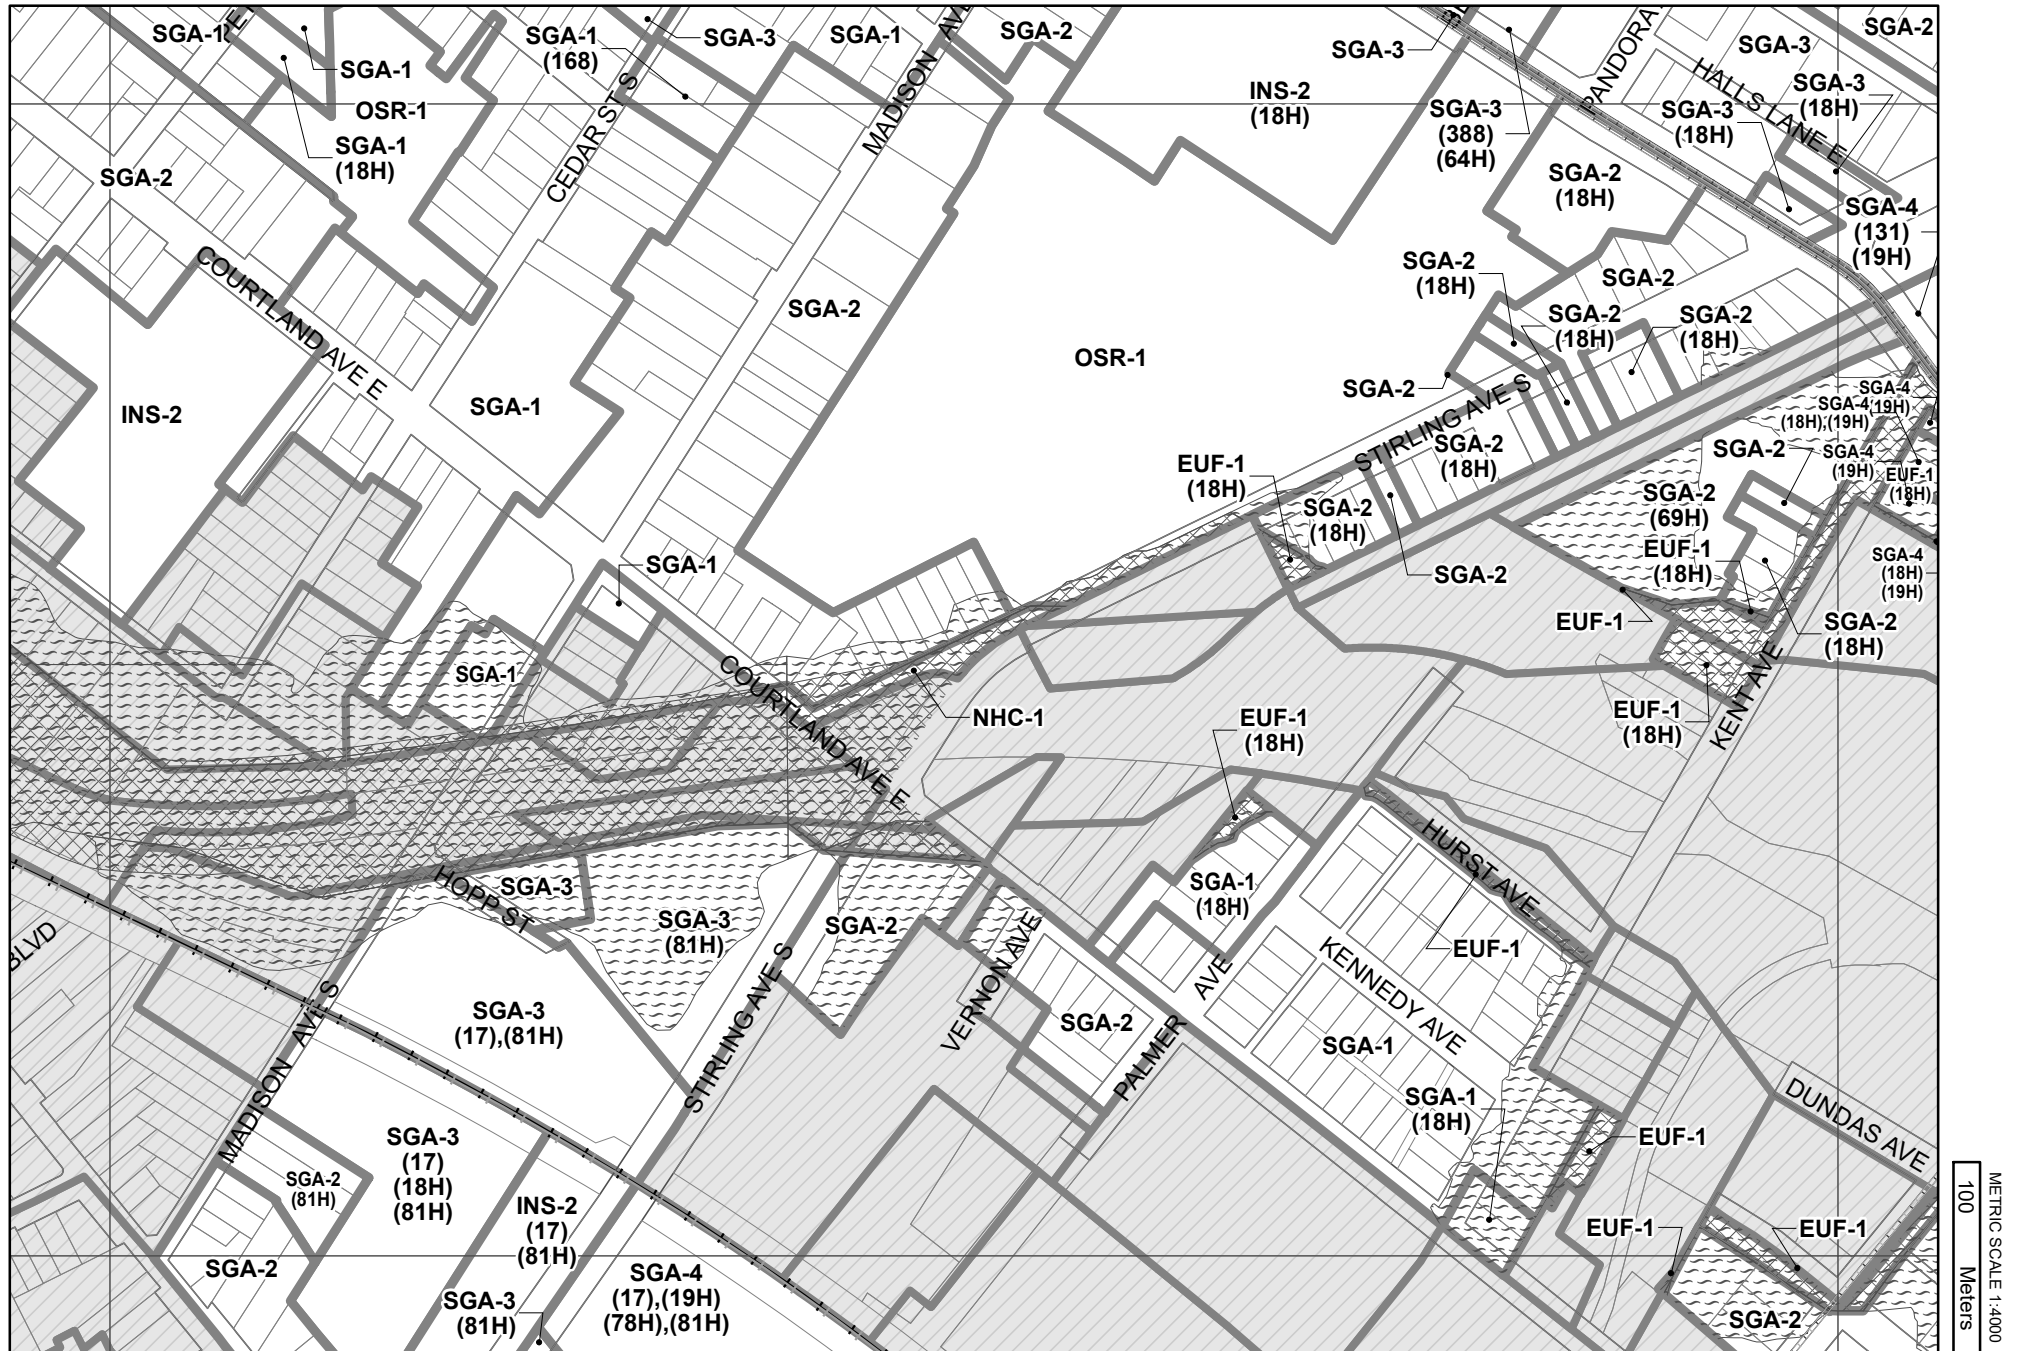 SGA-1
SGA-1
OSR-1
SGA-1
(18H)
SGA-2
SGA-1
(168)
SGA-3
SGA-1
SGA-2
CEDAR ST S
MADISON AVE
INS-2
(18H)
SGA-3
SGA-3
(388)
(64H)
PANDORA
SGA-3
SGA-2
HALLS LANE E
SGA-3
(18H)
SGA-3
(18H)
SGA-2
(18H)
SGA-4
(131)
(19H)
COURTLAND AVE E
INS-2
SGA-1
SGA-2
OSR-1
SGA-2
(18H)
SGA-2
SGA-2
(18H)
SGA-2
(18H)
SGA-2
STIRLING AVE S
SGA-2
(18H)
EUF-1
(18H)
SGA-2
(18H)
SGA-2
SGA-4
(19H)
SGA-4
(18H),(19H)
SGA-2
SGA-4
(19H)
EUF-1
(18H)
SGA-2
(69H)
EUF-1
(18H)
SGA-4
(18H)
(19H)
EUF-1
SGA-2
(18H)
SGA-1
SGA-1
COURTLAND AVE E
NHC-1
EUF-1
(18H)
EUF-1
(18H)
KENT AVE
HURST AVE
HOPP ST
SGA-3
SGA-3
(81H)
SGA-2
SGA-1
(18H)
EUF-1
BLVD
SGA-3
(17),(81H)
MADISON AVE S
STIRLING AVE S
VERNON AVE
AVE
PALMER
SGA-2
KENNEDY AVE
SGA-1
SGA-1
(18H)
EUF-1
DUNDAS AVE
SGA-3
(17)
(18H)
(81H)
SGA-2
(81H)
INS-2
(17)
(81H)
SGA-2
SGA-3
(81H)
SGA-4
(17),(19H)
(78H),(81H)
EUF-1
EUF-1
SGA-2
METRIC SCALE 1:4000
100 Meters